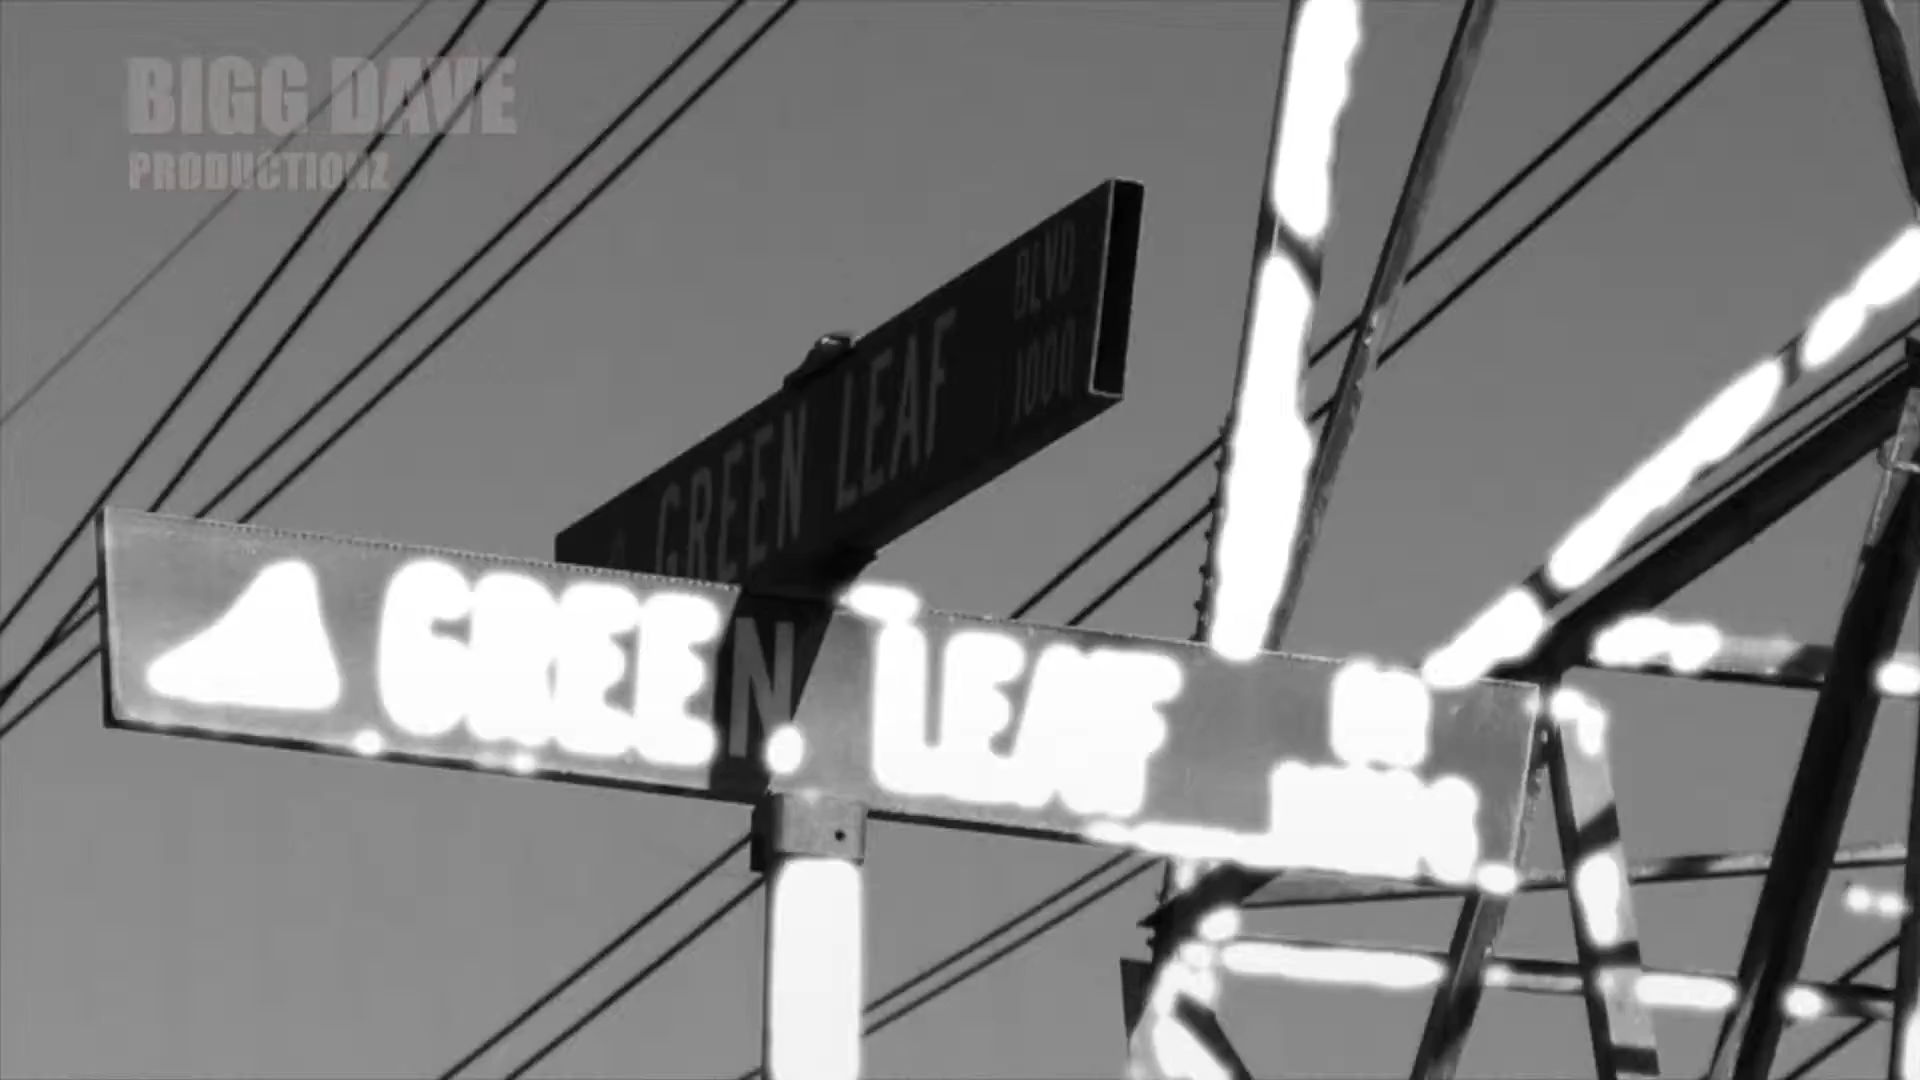 BIGG DAVE
PRODUCTIONZ
BLVD
GREEN LEAF
1000
GREEN LEAF